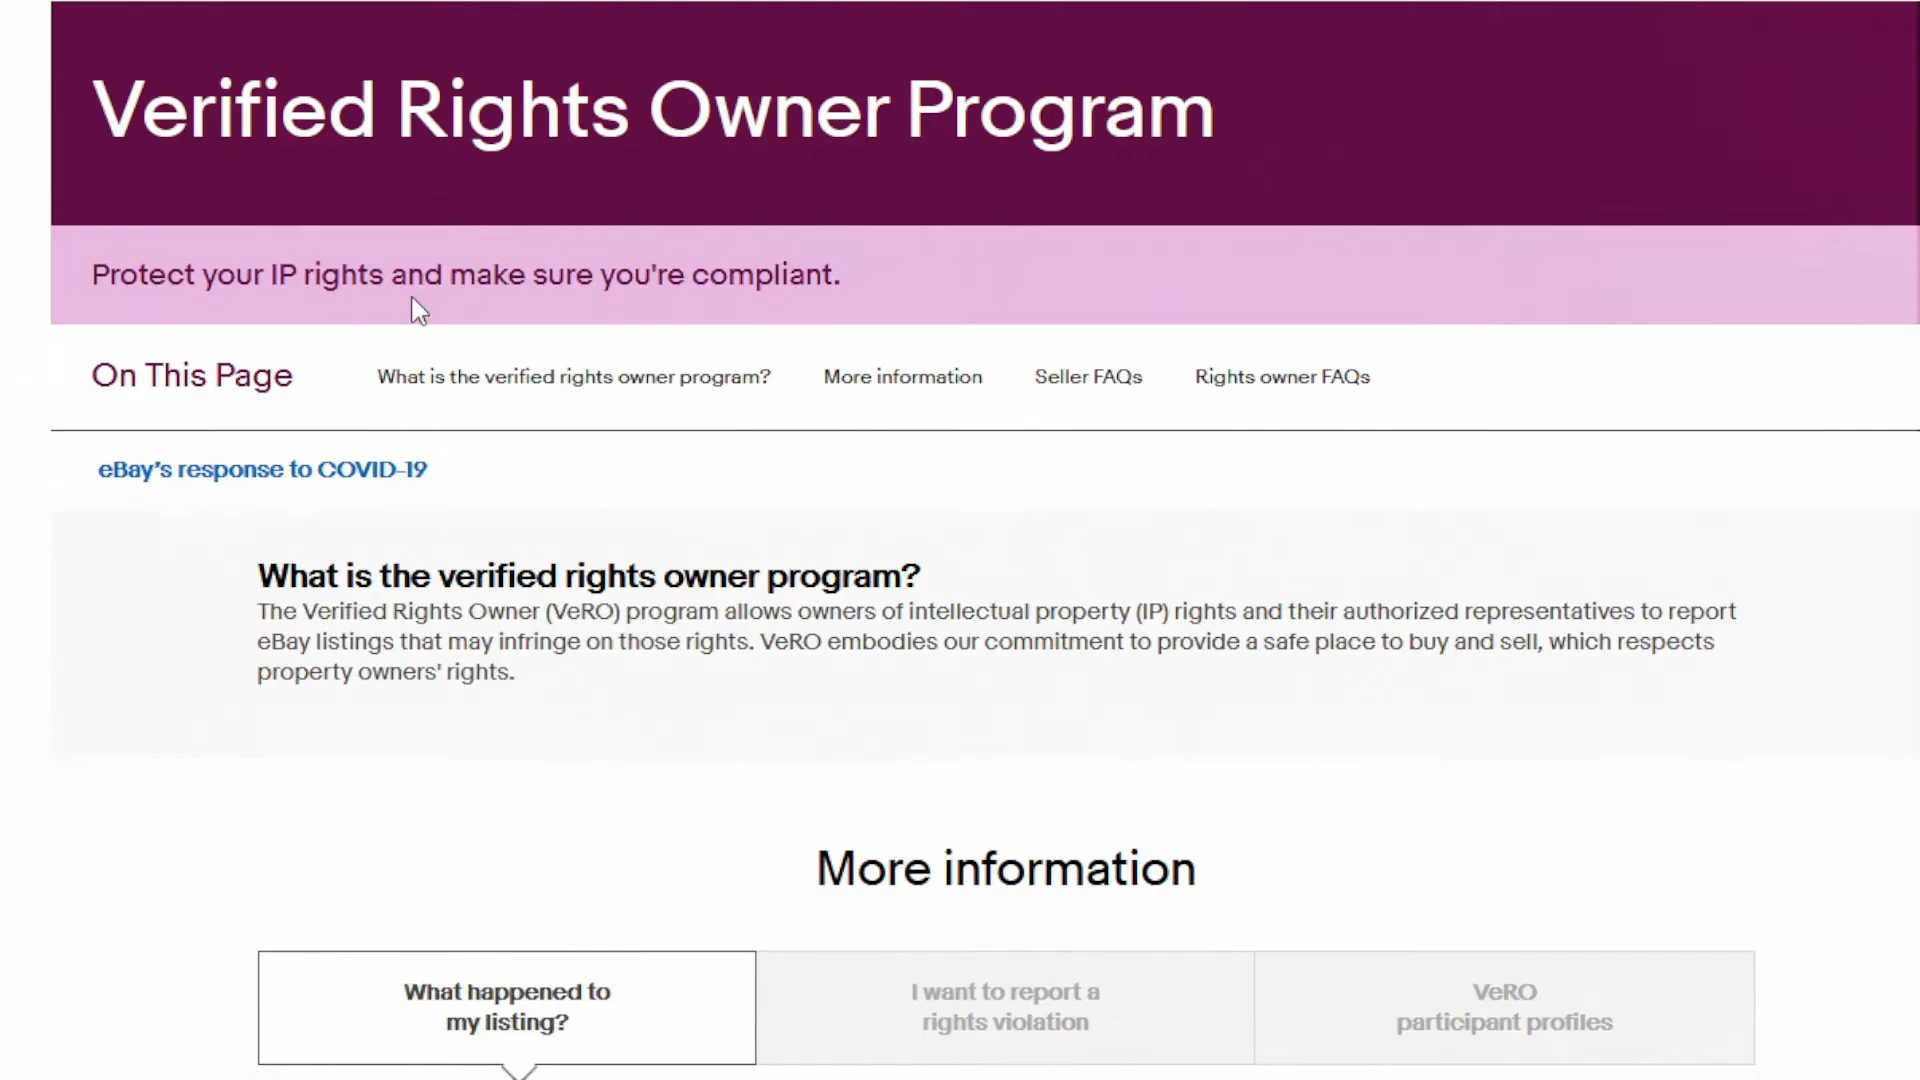 Verified Rights Owner Program
Protect your IP rights and make sure you're compliant.
On This Page
What is the verified rights owner program?
More information
Seller FAQs
Rights owner FAQs
eBay's response to COVID-19
What is the verified rights owner program?
The Verified Rights Owner (VeRO) program allows owners of intellectual property (IP) rights and their authorized representatives to report
eBay listings that may infringe on those rights. VeRO embodies our commitment to provide a safe place to buy and sell, which respects
property owners' rights.
More information
What happened to
my listing?
I want to report a
rights violation
VeRO
participant profiles